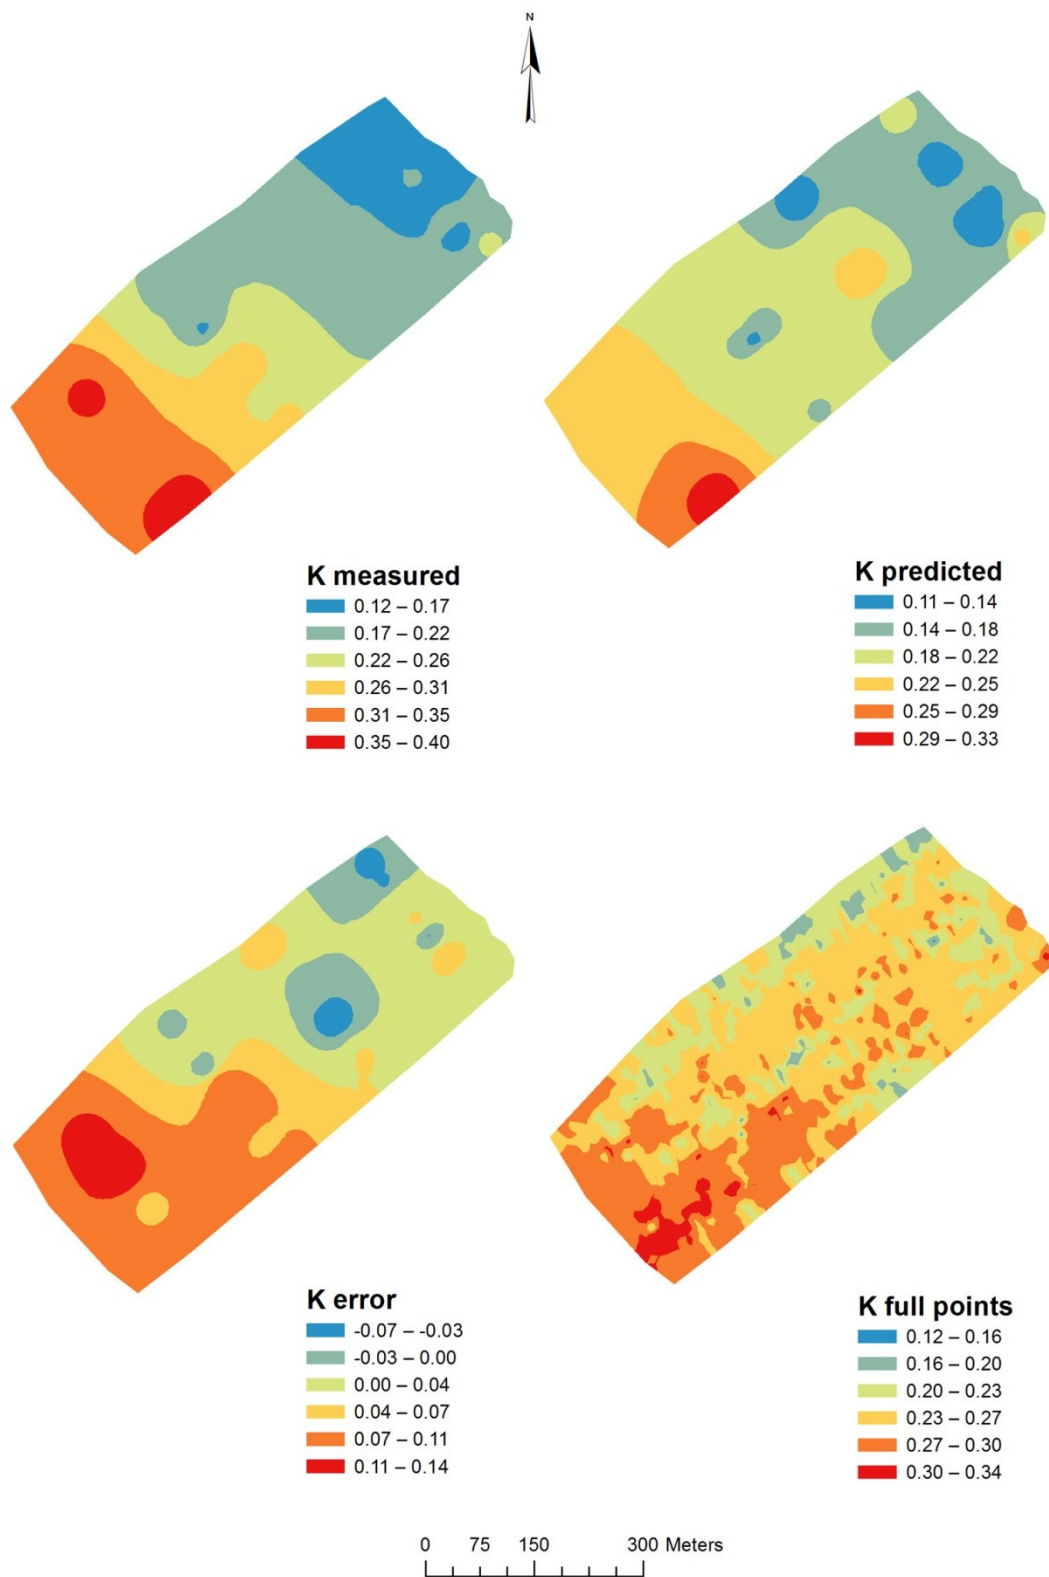 N
K measured
0.12 – 0.17
0.17 – 0.22
0.22 – 0.26
0.26 – 0.31
0.31 – 0.35
0.35 – 0.40
K predicted
0.11 – 0.14
0.14 – 0.18
0.18 – 0.22
0.22 – 0.25
0.25 – 0.29
0.29 – 0.33
K error
-0.07 – -0.03
-0.03 – 0.00
0.00 – 0.04
0.04 – 0.07
0.07 – 0.11
0.11 – 0.14
K full points
0.12 – 0.16
0.16 – 0.20
0.20 – 0.23
0.23 – 0.27
0.27 – 0.30
0.30 – 0.34
0 75 150 300 Meters